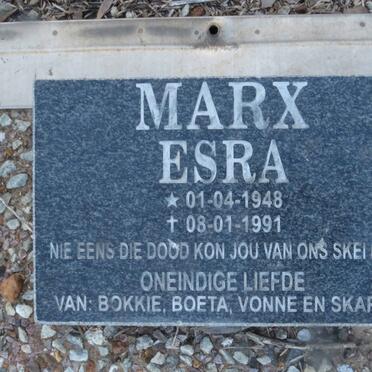 MARX
ESRA
★ 01-04-1948
✝ 08-01-1991
NIE EENS DIE DOOD KON JOU VAN ONS SKEI
ONEINDIGE LIEFDE
VAN: BOKKIE, BOETA, VONNE EN